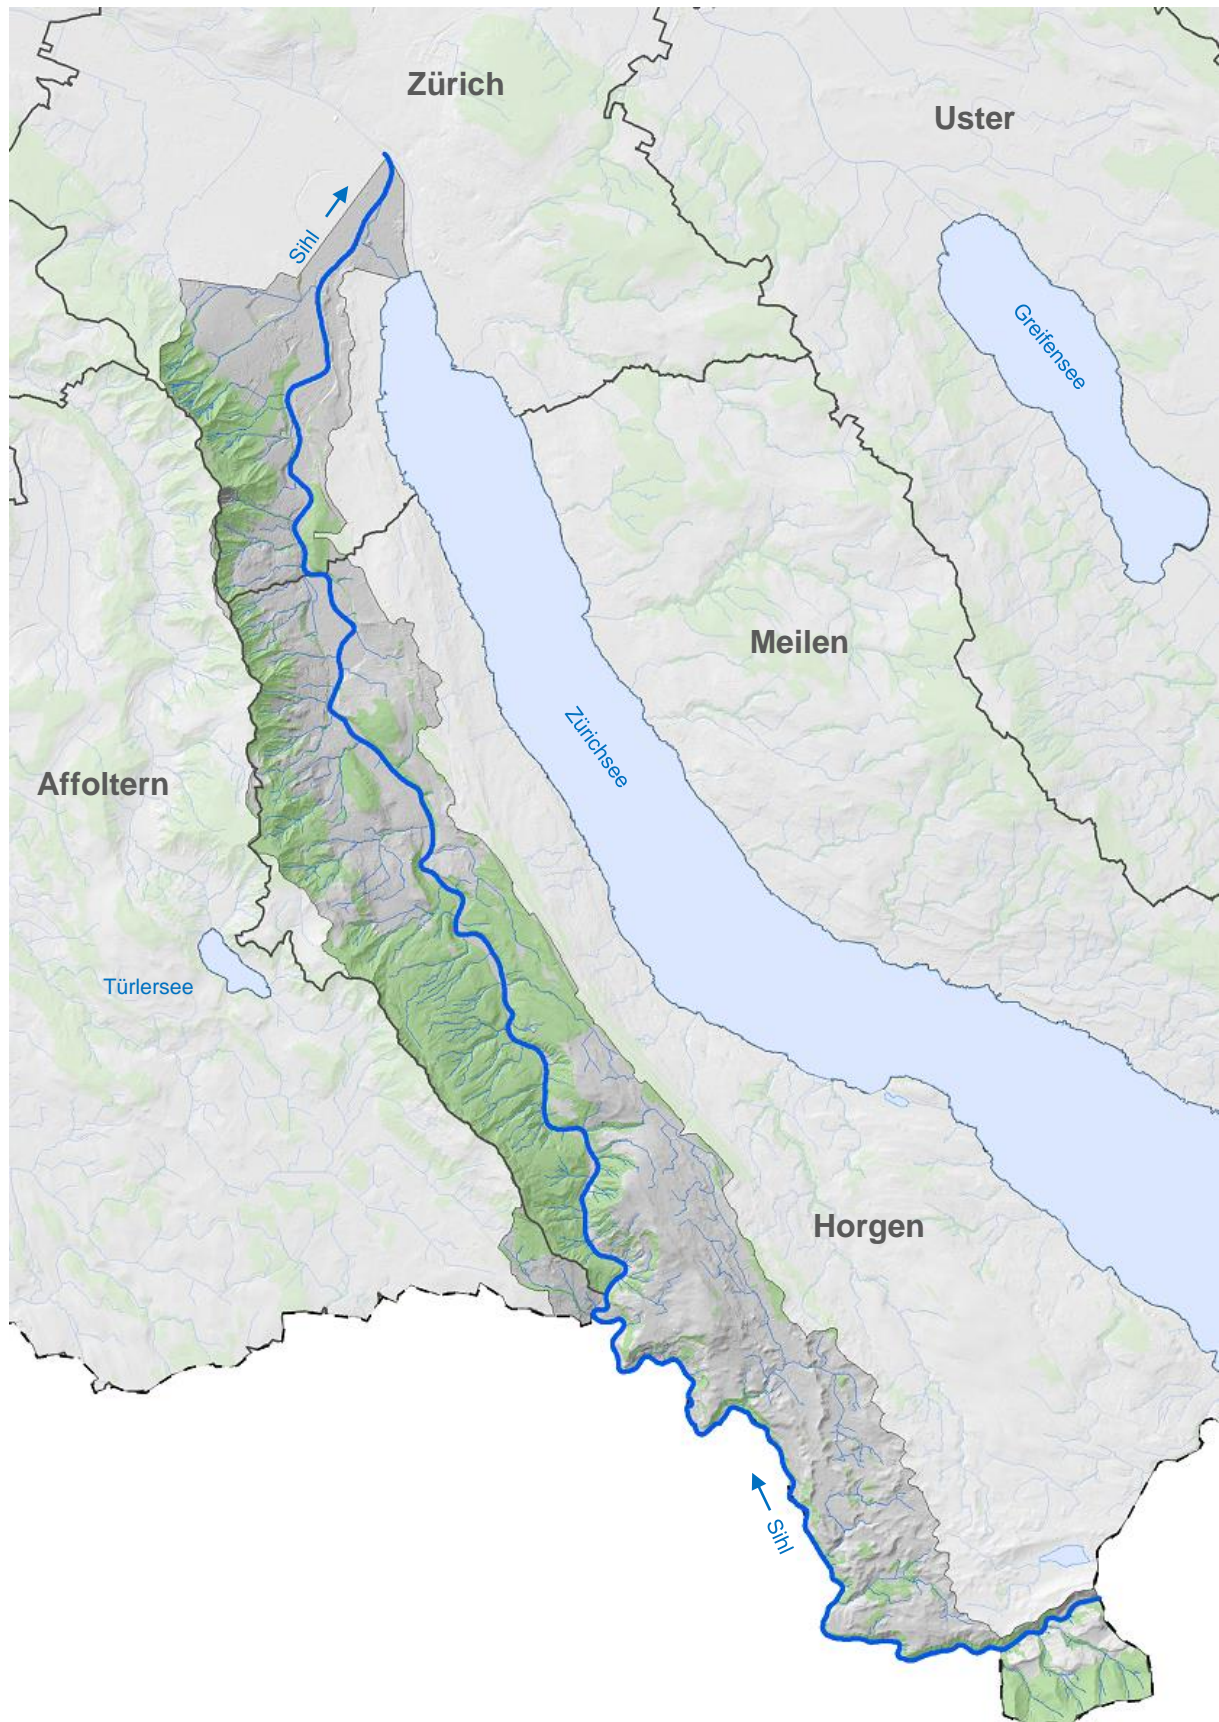 Zürich
Uster
Sihl
Greifensee
Meilen
Zürichsee
Affoltern
Türlersee
Horgen
Sihl